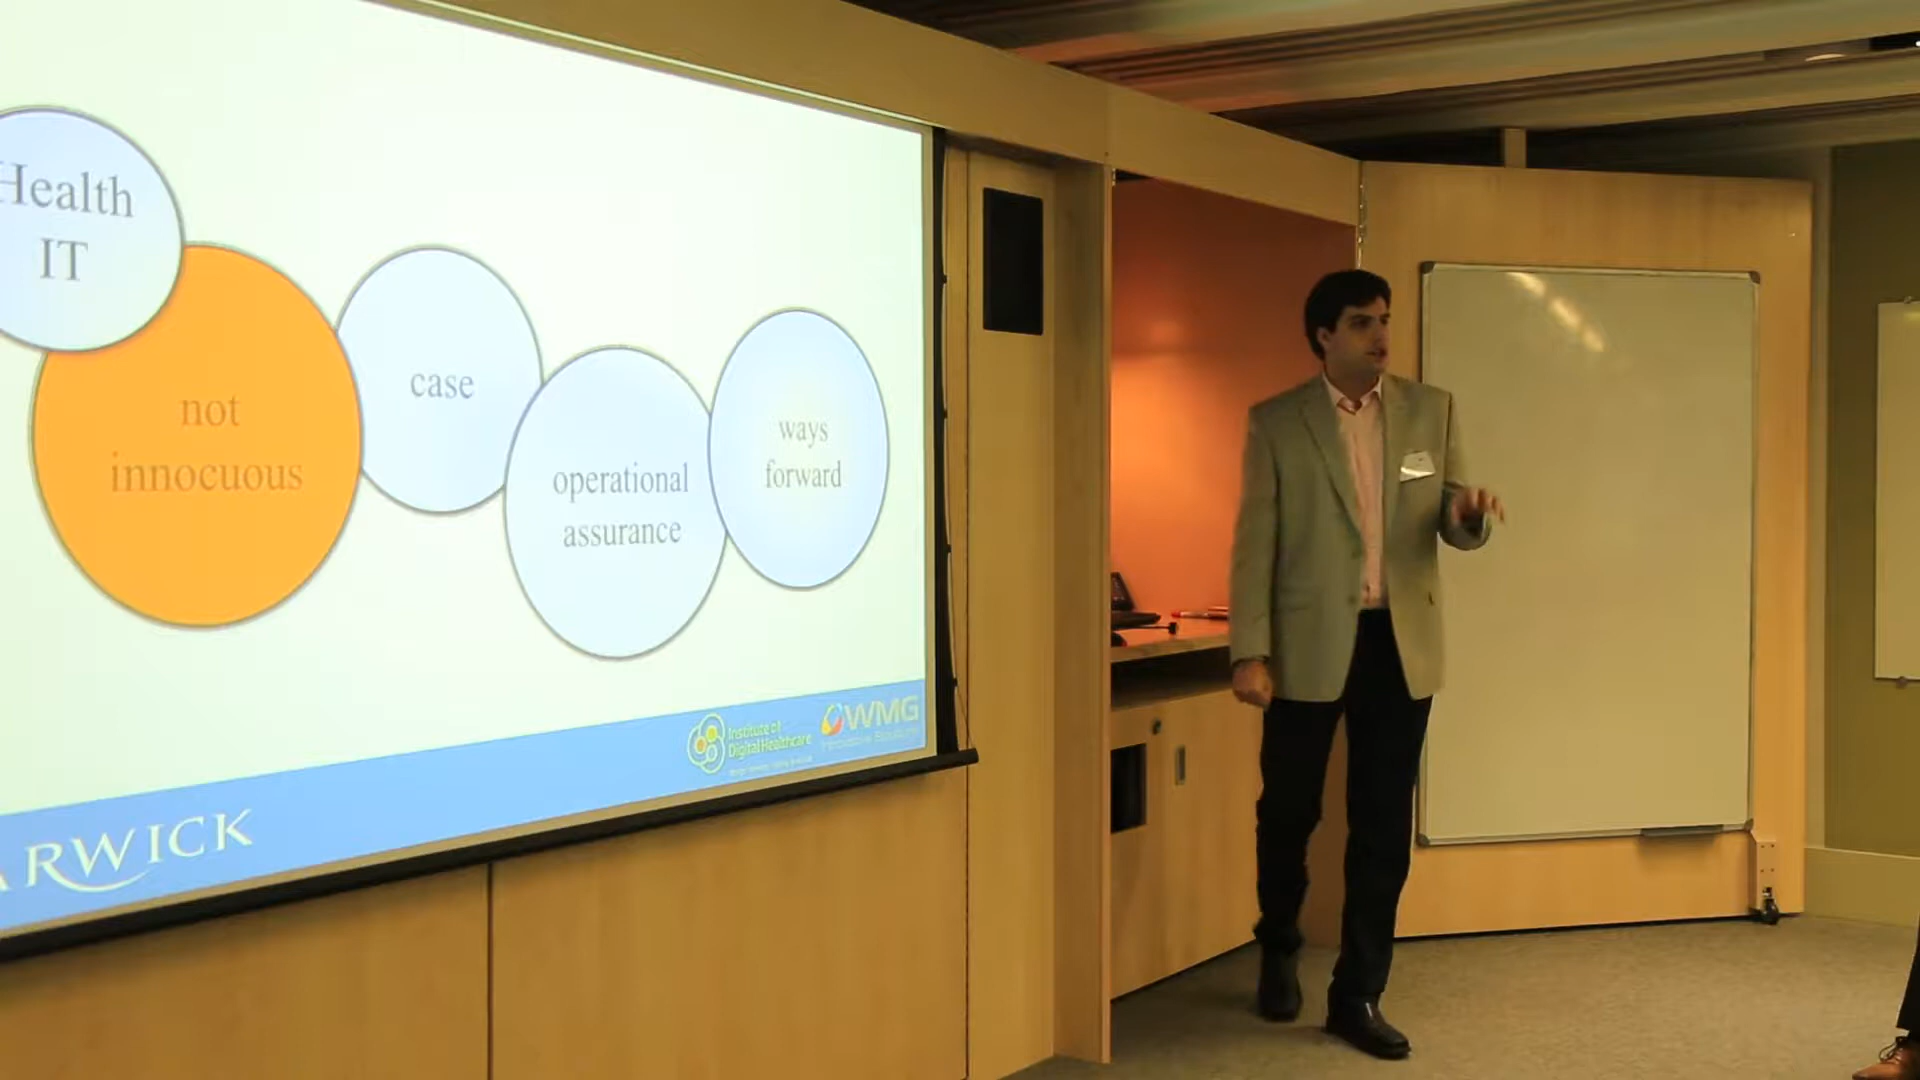 Health
IT
not
innocuous
case
operational
assurance
ways
forward
Institute of
Digital Healthcare
WMG
ARWICK